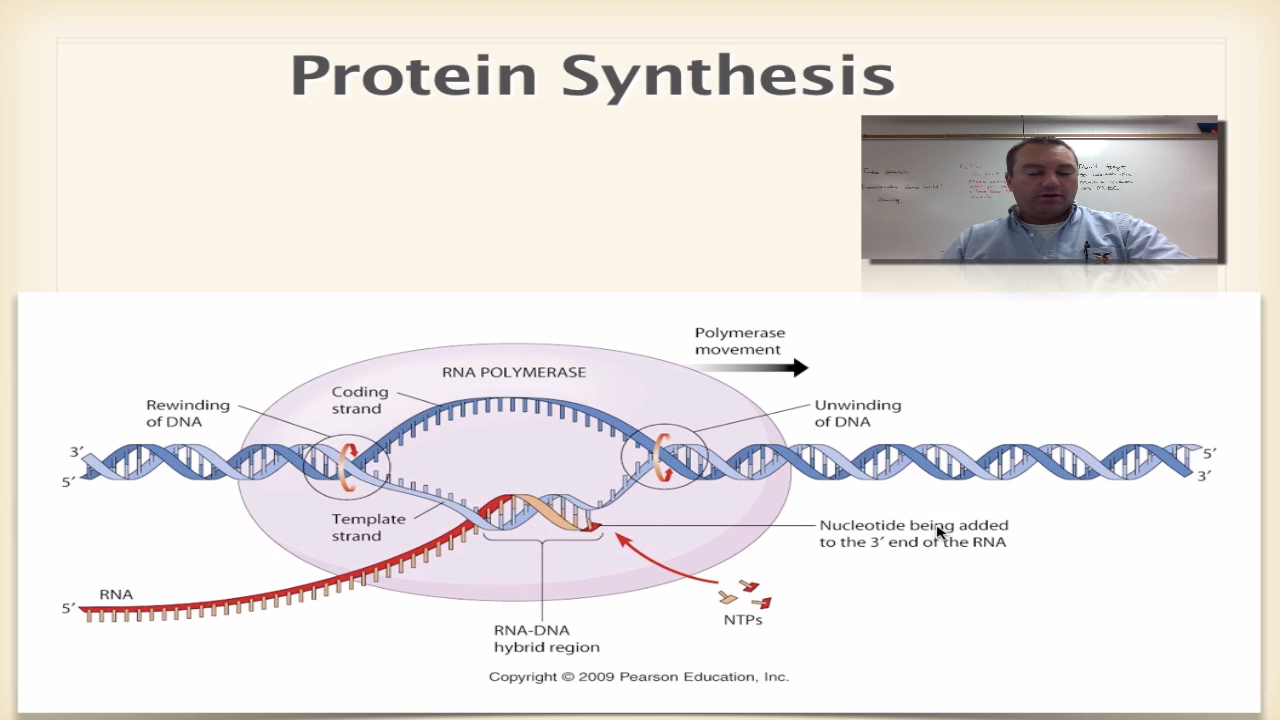 Protein Synthesis
Polymerase
movement
RNA POLYMERASE
Coding
strand
Rewinding
of DNA
Unwinding
of DNA
3′
5′
5′
3′
Template
strand
Nucleotide being added
to the 3′ end of the RNA
RNA
5′
NTPs
RNA-DNA
hybrid region
Copyright © 2009 Pearson Education, Inc.